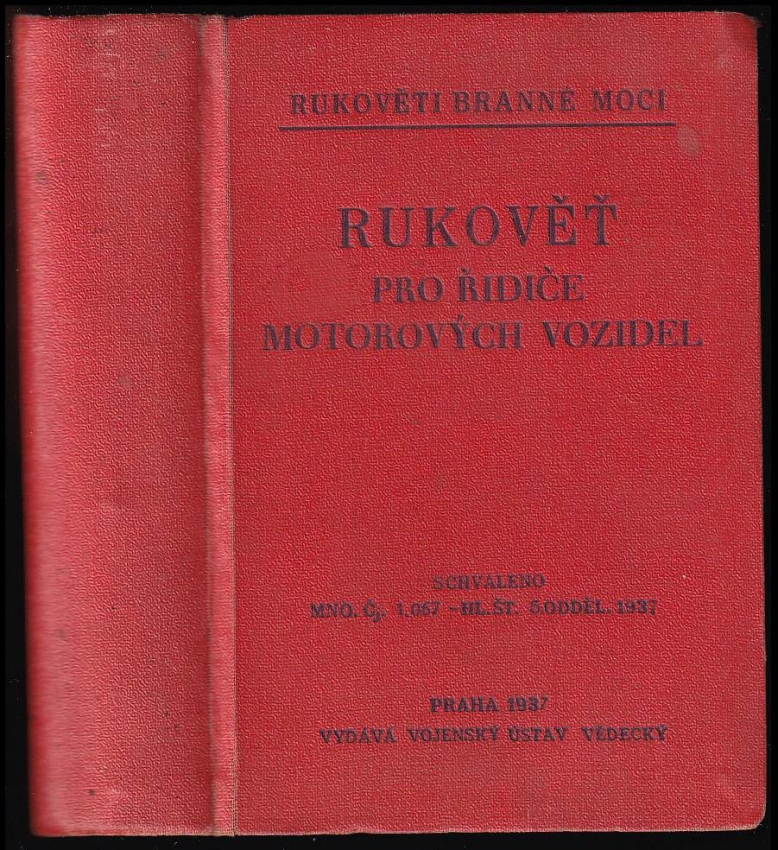 RUKOVĚTI BRANNÉ MOCI
RUKOVĚŤ
PRO ŘIDIČE
MOTOROVÝCH VOZIDEL
SCHVÁLENO
MNO. Čj. 1.067 - HL. ŠT. 5. ODDĚL. 1937
PRAHA 1937
VYDÁVÁ VOJENSKÝ ÚSTAV VĚDECKÝ